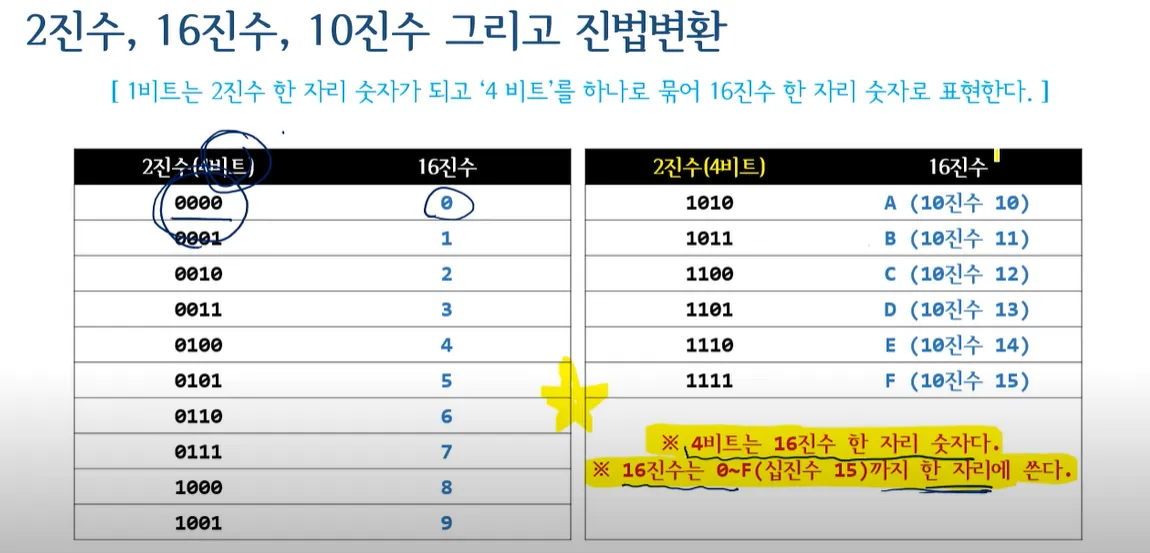 2진수, 16진수, 10진수 그리고 진법변환
[ 1비트는 2진수 한 자리 숫자가 되고 ‘4 비트’를 하나로 묶어 16진수 한 자리 숫자로 표현한다. ]
2진수(4비트) 16진수
0000 0
0001 1
0010 2
0011 3
0100 4
0101 5
0110 6
0111 7
1000 8
1001 9
2진수(4비트) 16진수
1010 A (10진수 10)
1011 B (10진수 11)
1100 C (10진수 12)
1101 D (10진수 13)
1110 E (10진수 14)
1111 F (10진수 15)
※ 4비트는 16진수 한 자리 숫자다.
※ 16진수는 0~F(십진수 15)까지 한 자리에 쓴다.